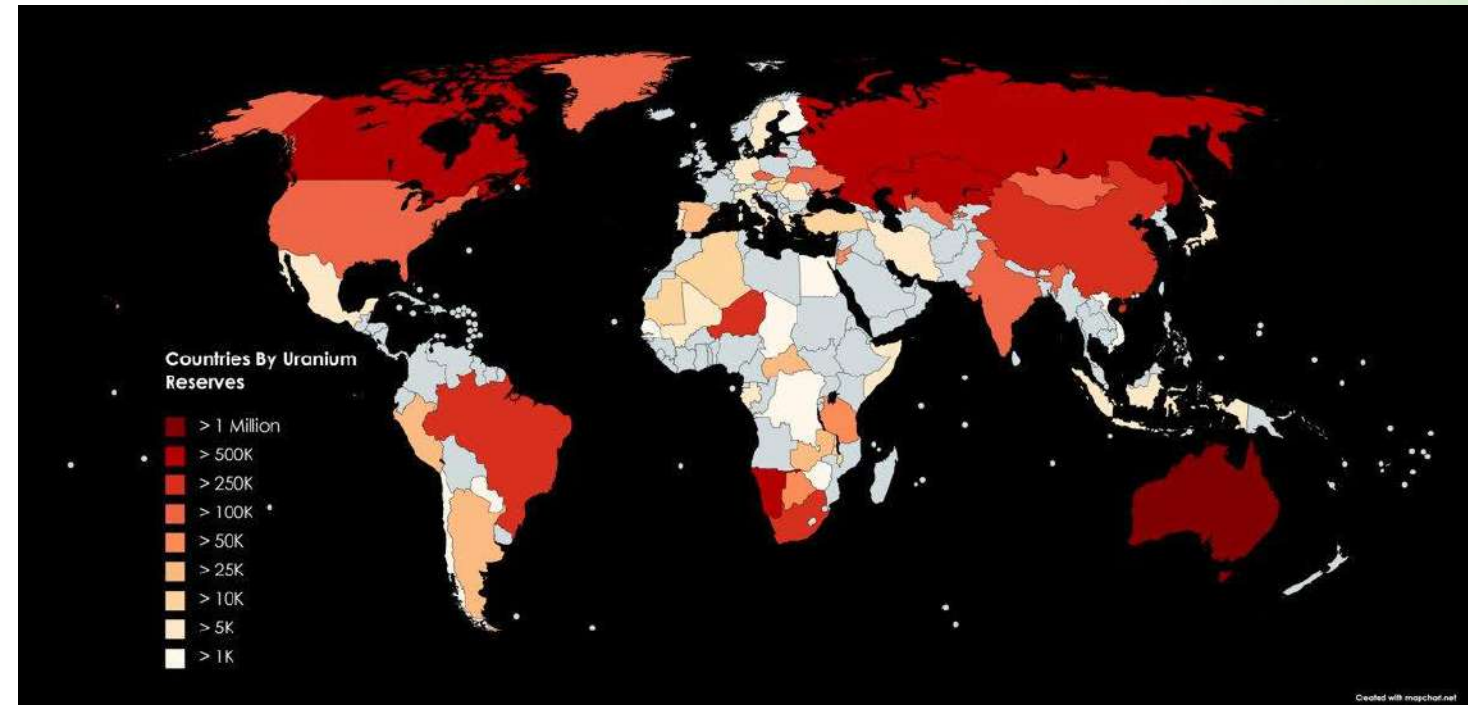 Countries By Uranium
Reserves
> 1 Million
> 500K
> 250K
> 100K
> 50K
> 25K
> 10K
> 5K
> 1K
Created with mapchart.net